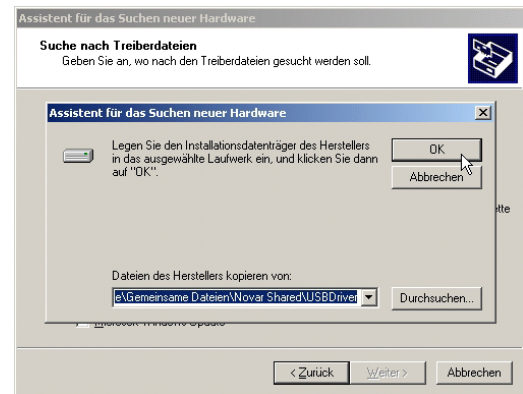 Assistent für das Suchen neuer Hardware
Suche nach Treiberdateien
Geben Sie an, wo nach den Treiberdateien gesucht werden soll.
Assistent für das Suchen neuer Hardware
Legen Sie den Installationsdatenträger des Herstellers
in das ausgewählte Laufwerk ein, und klicken Sie dann
auf "OK".
OK
Abbrechen
Dateien des Herstellers kopieren von:
e\Gemeinsame Dateien\Novar Shared\USBDriver
Durchsuchen...
< Zurück
Weiter >
Abbrechen